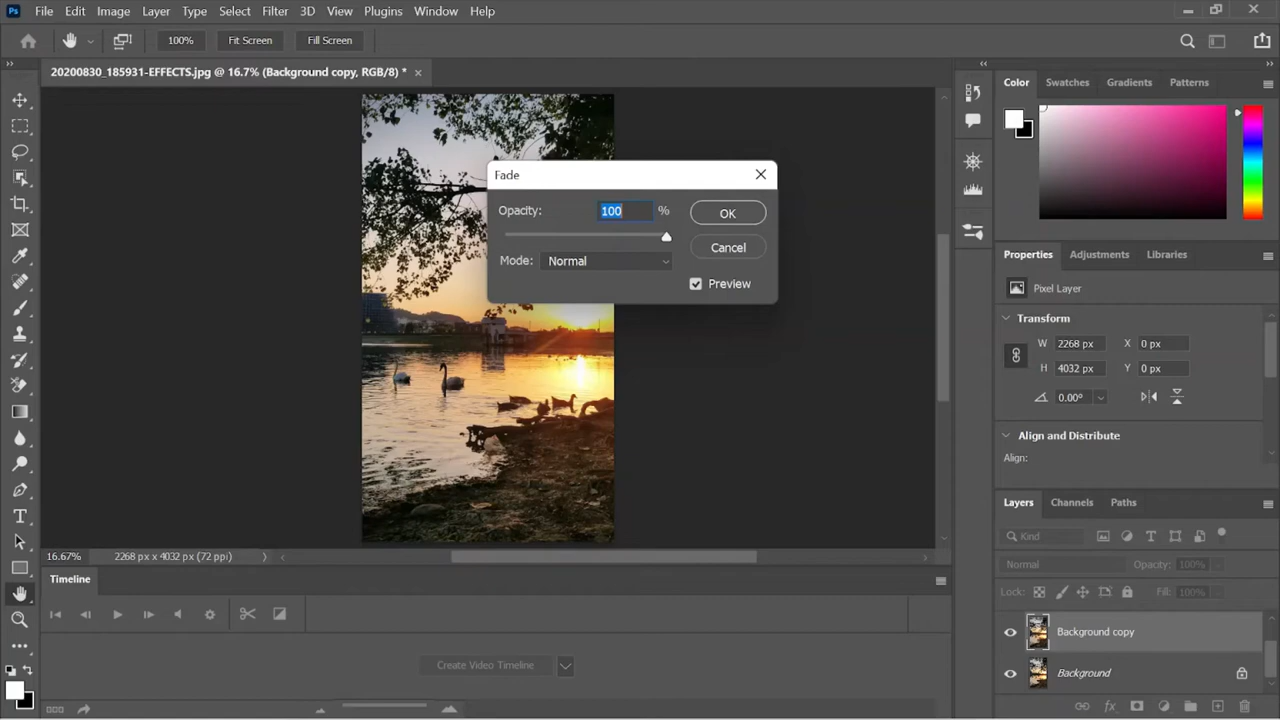 Ps File Edit Image Layer Type Select Filter 3D View Plugins Window Help
100% Fit Screen Fill Screen
20200830_185931-EFFECTS.jpg @ 16.7% (Background copy, RGB/8) *
Color Swatches Gradients Patterns
Fade
Opacity: 100 % OK
Cancel
Mode: Normal
Preview
Properties Adjustments Libraries
Pixel Layer
Transform
W 2268 px X 0 px
H 4032 px Y 0 px
0.00°
Align and Distribute
Align:
Layers Channels Paths
Kind
Normal Opacity: 100%
Lock: Fill: 100%
Background copy
Background
16.67% 2268 px x 4032 px (72 ppi)
Timeline
Create Video Timeline